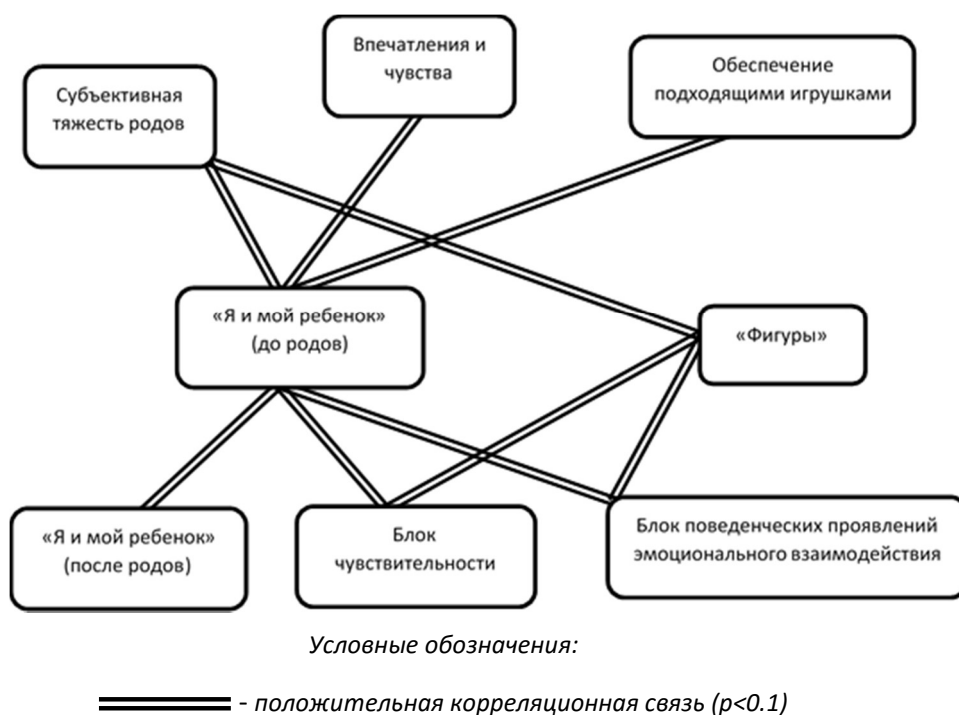 Впечатления и
чувства
Субъективная
тяжесть родов
Обеспечение
подходящими игрушками
«Я и мой ребенок»
(до родов)
«Фигуры»
«Я и мой ребенок»
(после родов)
Блок
чувствительности
Блок поведенческих проявлений
эмоционального взаимодействия
Условные обозначения:
- положительная корреляционная связь (p<0.1)